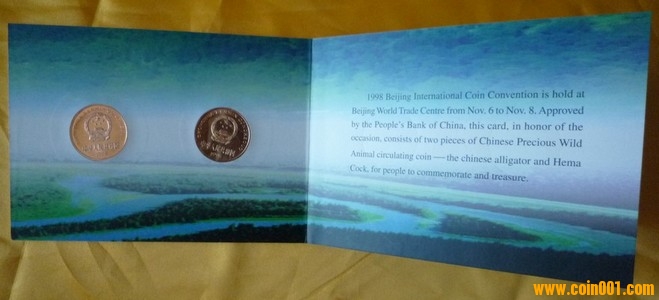 1998 Beijing International Coin Convention is hold at
Beijing World Trade Centre from Nov. 6 to Nov. 8. Approved
by the People's Bank of China, this card, in honor of the
occasion, consists of two pieces of Chinese Precious Wild
Animal circulating coin — the chinese alligator and Hema
Cock, for people to commemorate and treasure.
www.coin001.com